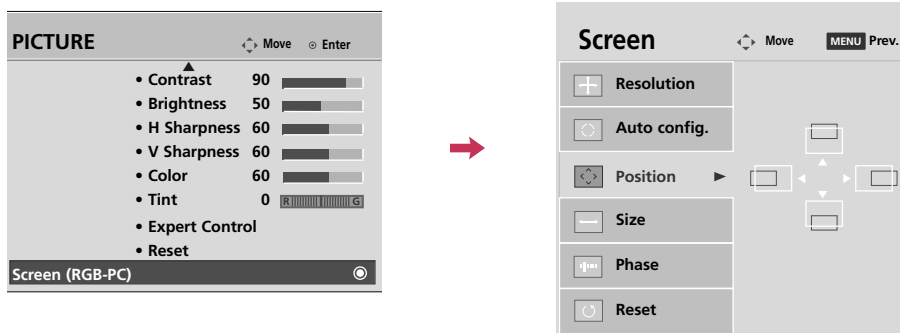 PICTURE Move Enter
• Contrast 90
• Brightness 50
• H Sharpness 60
• V Sharpness 60
• Color 60
• Tint 0 R G
• Expert Control
• Reset
Screen (RGB-PC)
Screen Move MENU Prev.
Resolution
Auto config.
Position
Size
Phase
Reset